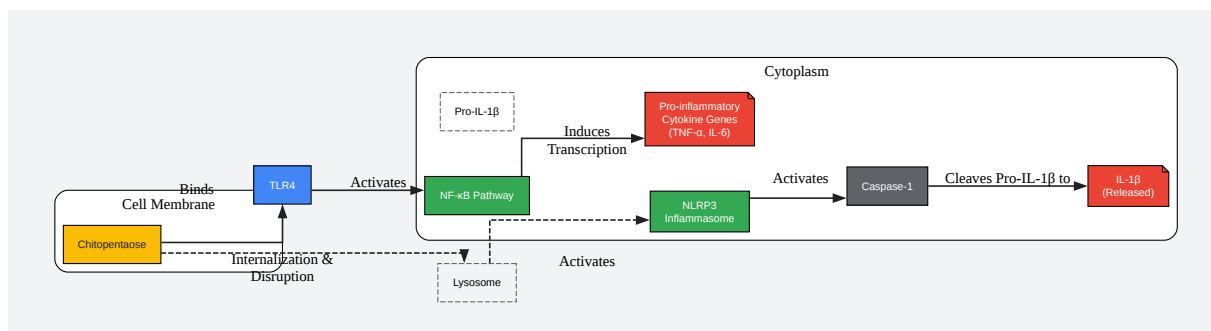 Cytoplasm
Pro-IL-1β
Pro-inflammatory
Cytokine Genes
(TNF-α, IL-6)
Induces
Transcription
TLR4
Activates
NF-κB Pathway
Binds
Cell Membrane
Chitopentaose
NLRP3
Inflammasome
Activates
Caspase-1
Cleaves Pro-IL-1β to
IL-1β
(Released)
Internalization &
Disruption
Lysosome
Activates